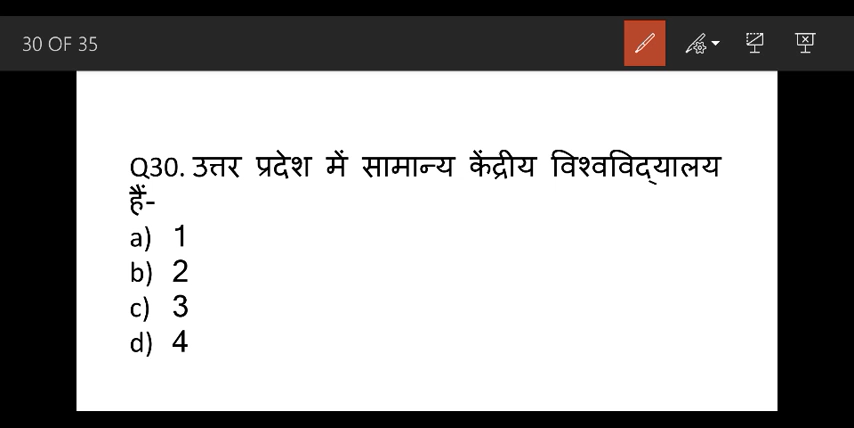 30 OF 35
Q30. उत्तर प्रदेश में सामान्य केंद्रीय विश्वविद्यालय
हैं-
a) 1
b) 2
c) 3
d) 4